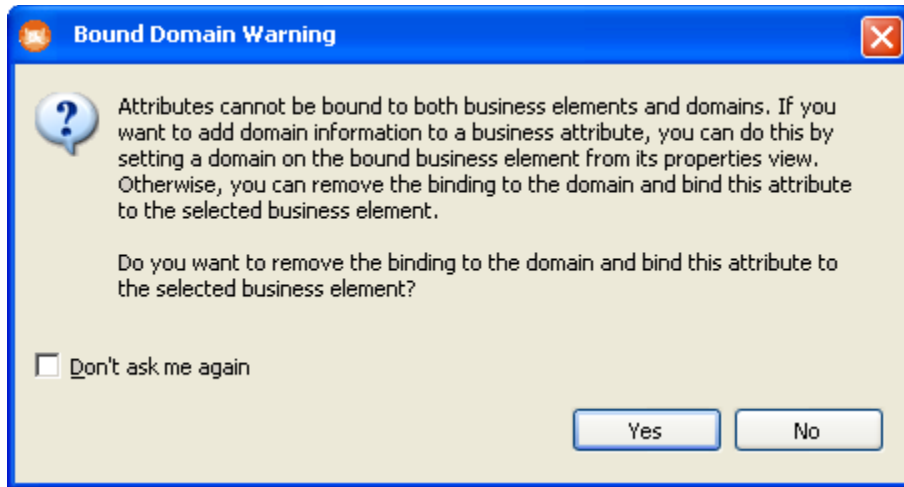 Bound Domain Warning
Attributes cannot be bound to both business elements and domains. If you
want to add domain information to a business attribute, you can do this by
setting a domain on the bound business element from its properties view.
Otherwise, you can remove the binding to the domain and bind this attribute
to the selected business element.
Do you want to remove the binding to the domain and bind this attribute to
the selected business element?
Don't ask me again
Yes
No